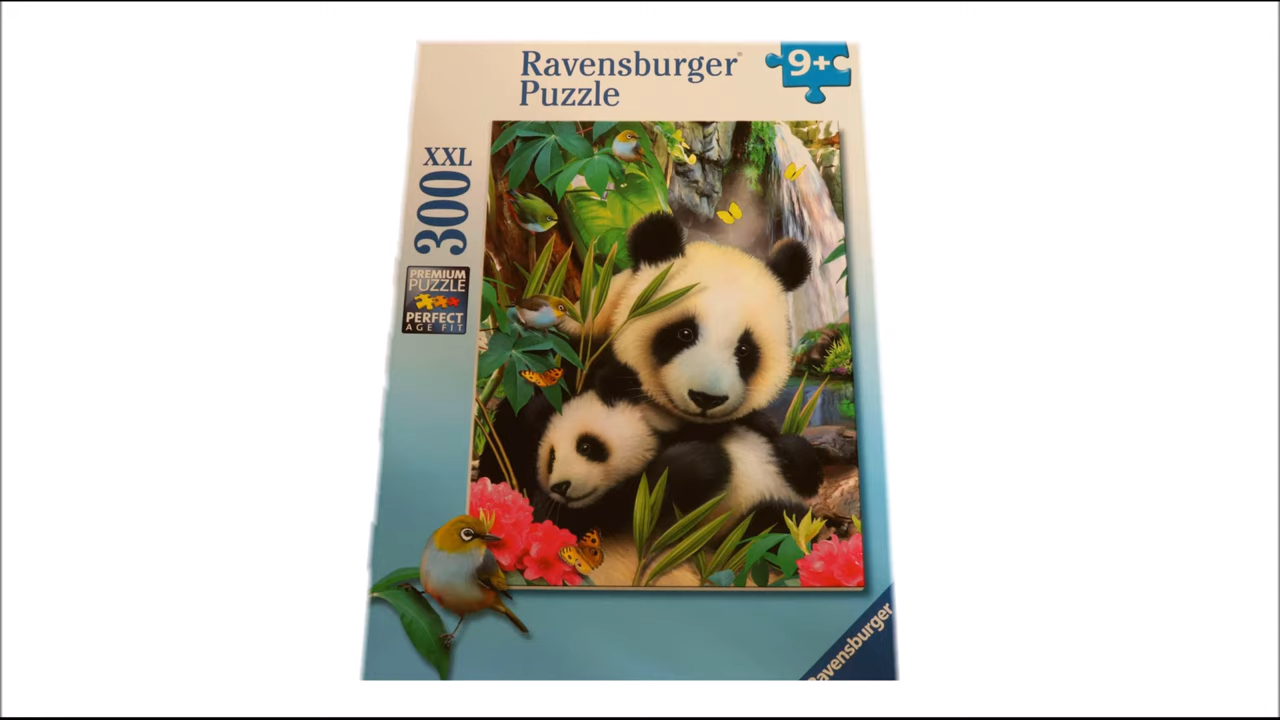 Ravensburger
Puzzle
9+
XXL
300
PREMIUM
PUZZLE
PERFECT
AGE FIT
Ravensburger